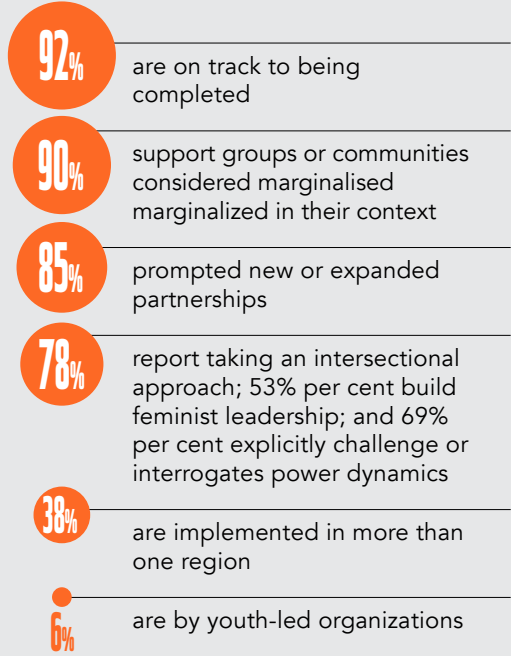 92%
are on track to being
completed
90%
support groups or communities
considered marginalised
marginalized in their context
85%
prompted new or expanded
partnerships
78%
report taking an intersectional
approach; 53% per cent build
feminist leadership; and 69%
per cent explicitly challenge or
interrogates power dynamics
38%
are implemented in more than
one region
6%
are by youth-led organizations